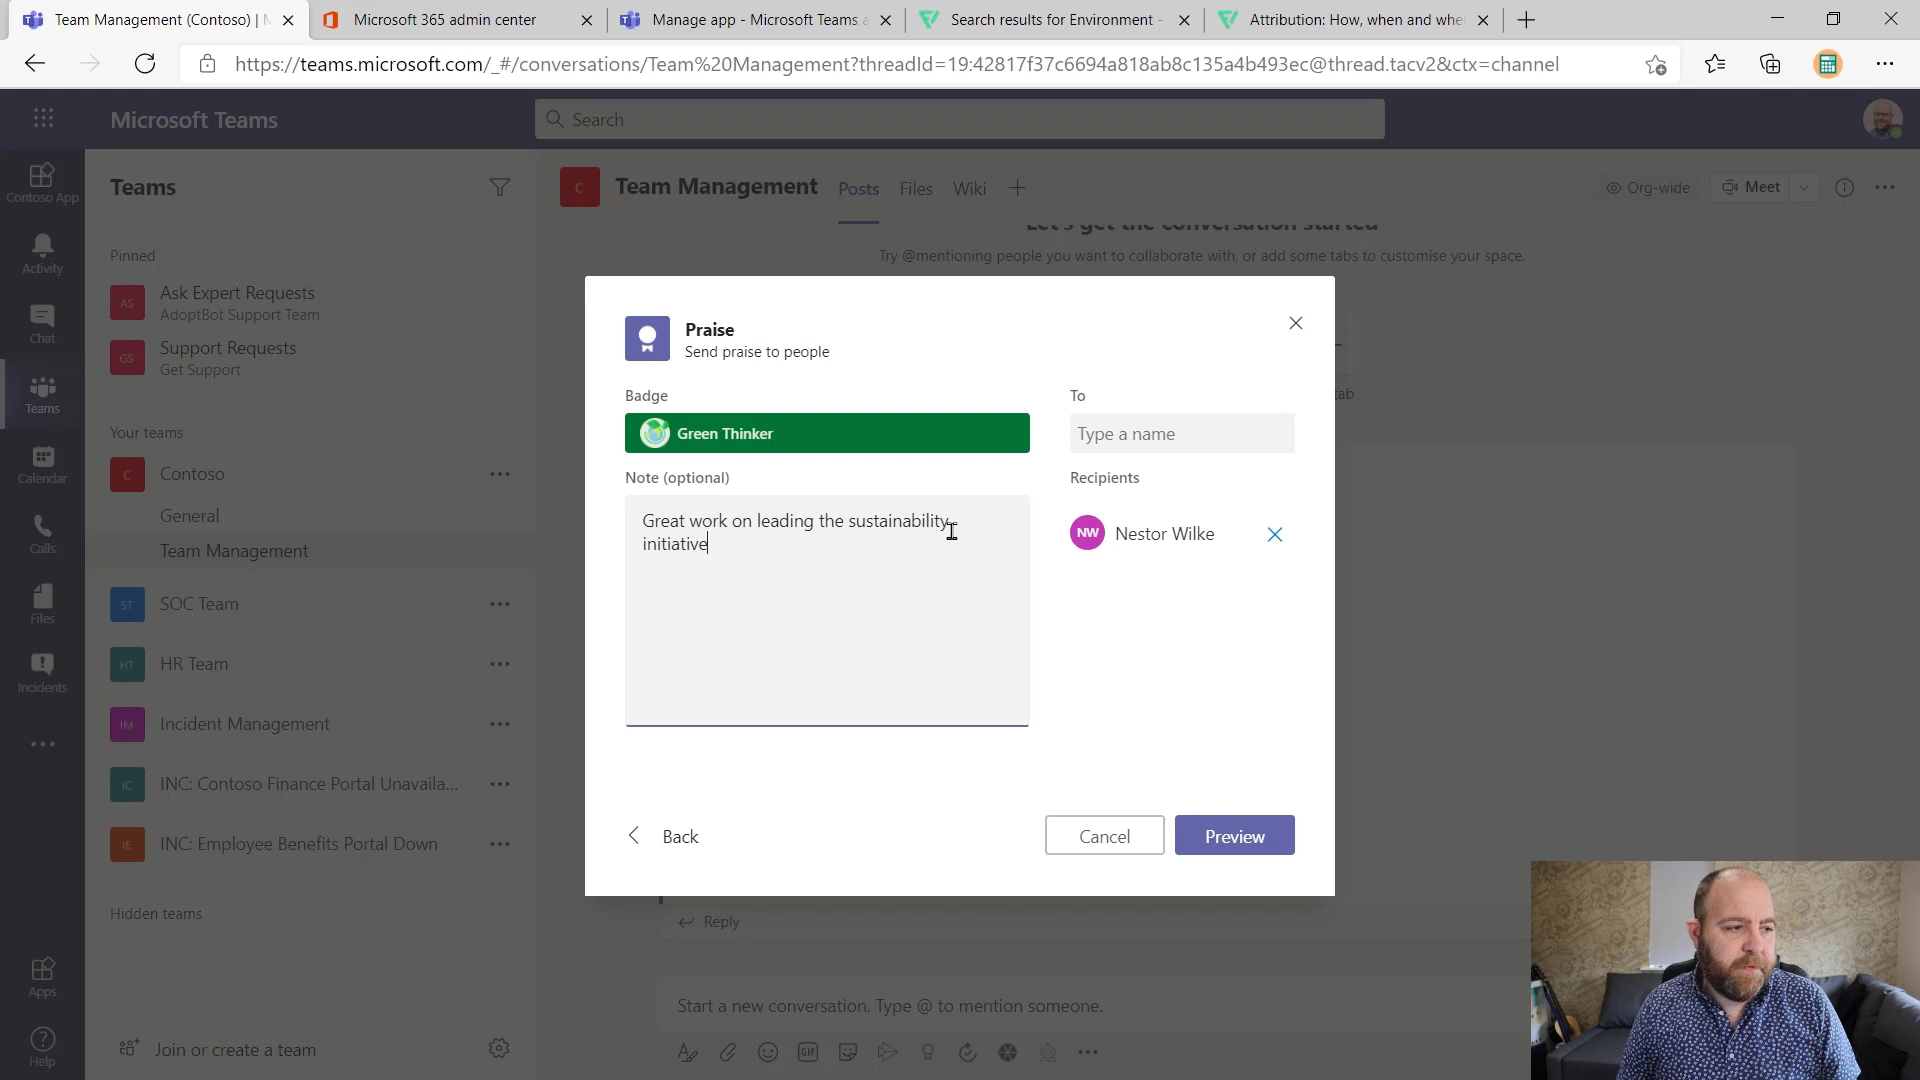 Team Management (Contoso) |
Microsoft 365 admin center
Manage app - Microsoft Teams
Search results for Environment -
Attribution: How, when and whe
https://teams.microsoft.com/_#/conversations/Team%20Management?threadId=19:42817f37c6694a818ab8c135a4b493ec@thread.tacv2&ctx=channel
Microsoft Teams
Search
Contoso App
Activity
Chat
Teams
Calendar
Calls
Files
Incidents
Apps
Help
Teams
Pinned
AS
Ask Expert Requests
AdoptBot Support Team
GS
Support Requests
Get Support
Your teams
C
Contoso
General
Team Management
ST
SOC Team
HT
HR Team
IM
Incident Management
IC
INC: Contoso Finance Portal Unavaila...
IE
INC: Employee Benefits Portal Down
Hidden teams
Join or create a team
C
Team Management
Posts
Files
Wiki
Org-wide
Meet
Let's get the conversation started
Try @mentioning people you want to collaborate with, or add some tabs to customise your space.
Praise
Send praise to people
Badge
Green Thinker
Note (optional)
Great work on leading the sustainability
initiative
To
Type a name
Recipients
NW
Nestor Wilke
Back
Cancel
Preview
Reply
Start a new conversation. Type @ to mention someone.
GIF